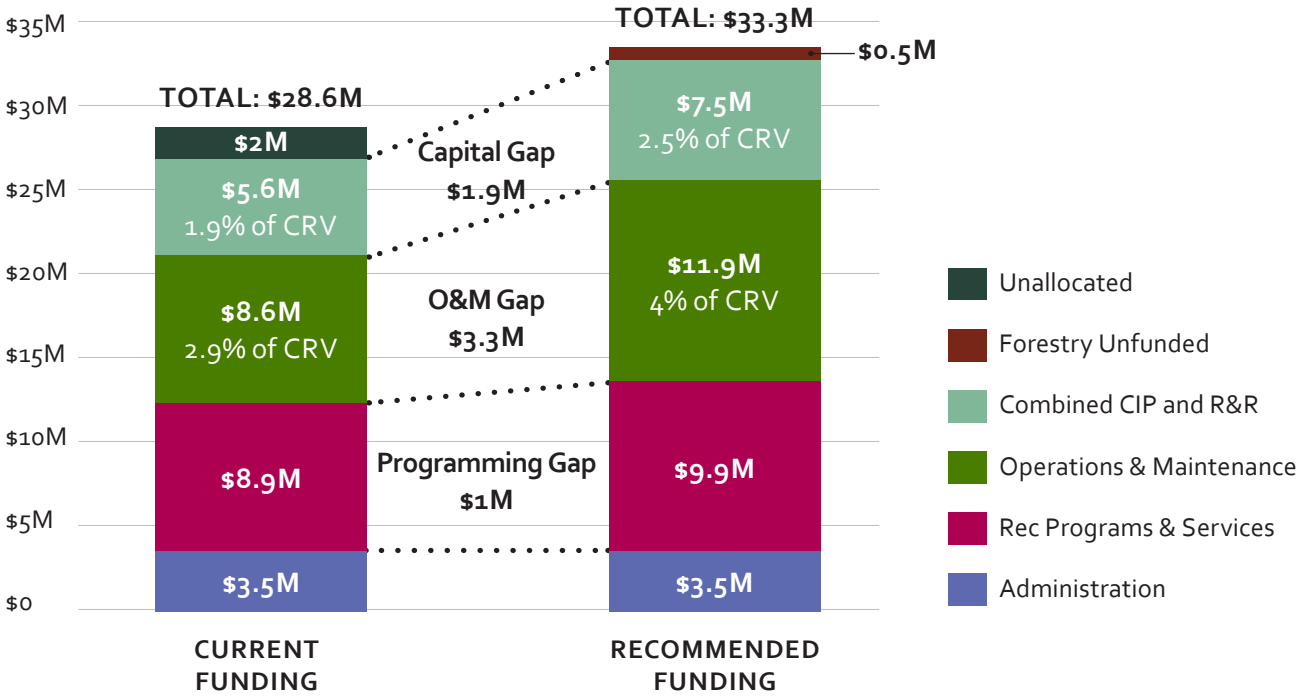 $35M
$30M
$25M
$20M
$15M
$10M
$5M
$0
TOTAL: $28.6M
$2M
$5.6M
1.9% of CRV
$8.6M
2.9% of CRV
$8.9M
$3.5M
CURRENT
FUNDING
Capital Gap
$1.9M
O&M Gap
$3.3M
Programming Gap
$1M
TOTAL: $33.3M
$0.5M
$7.5M
2.5% of CRV
$11.9M
4% of CRV
$9.9M
$3.5M
RECOMMENDED
FUNDING
Unallocated
Forestry Unfunded
Combined CIP and R&R
Operations & Maintenance
Rec Programs & Services
Administration